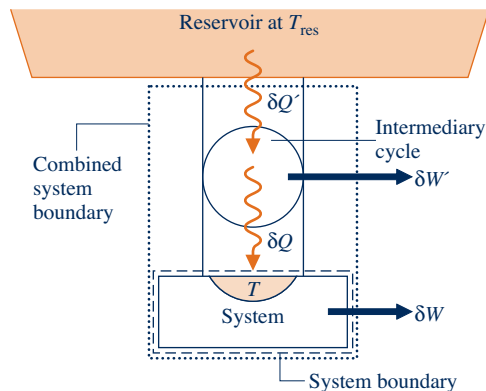 Reservoir at T_res
δQ′
Intermediary
cycle
Combined
system
boundary
δW′
δQ
T
System
δW
System boundary